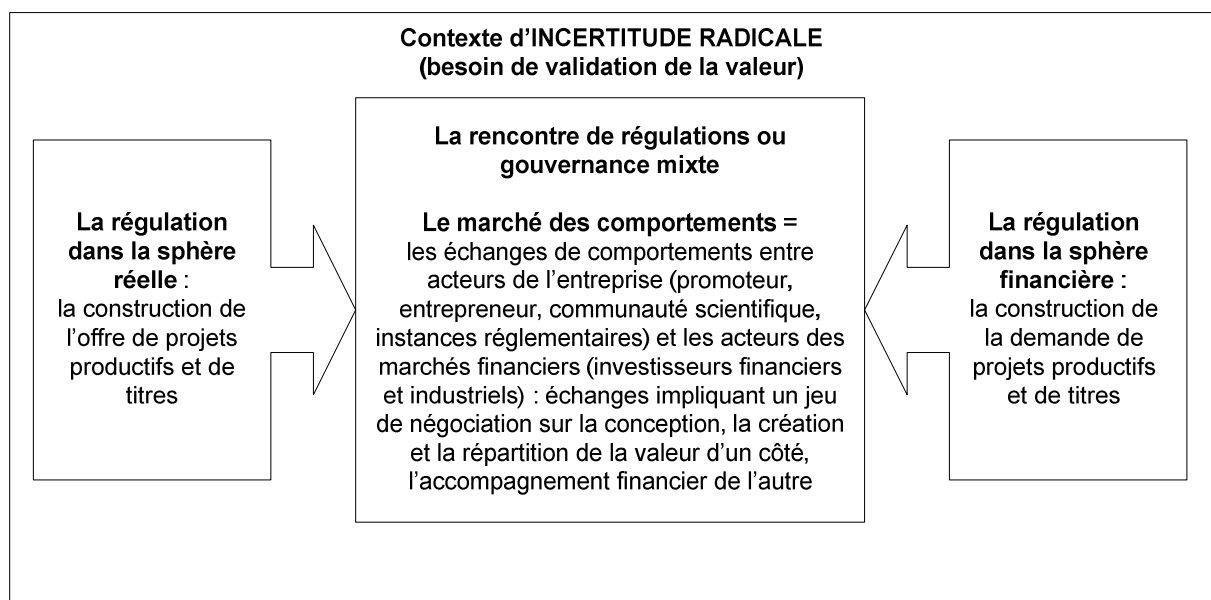 Contexte d'INCERTITUDE RADICALE
(besoin de validation de la valeur)
La régulation
dans la sphère
réelle :
la construction de
l'offre de projets
productifs et de
titres
La rencontre de régulations ou
gouvernance mixte
Le marché des comportements =
les échanges de comportements entre
acteurs de l'entreprise (promoteur,
entrepreneur, communauté scientifique,
instances réglementaires) et les acteurs des
marchés financiers (investisseurs financiers
et industriels) : échanges impliquant un jeu
de négociation sur la conception, la création
et la répartition de la valeur d'un côté,
l'accompagnement financier de l'autre
La régulation
dans la sphère
financière :
la construction de
la demande de
projets productifs
et de titres